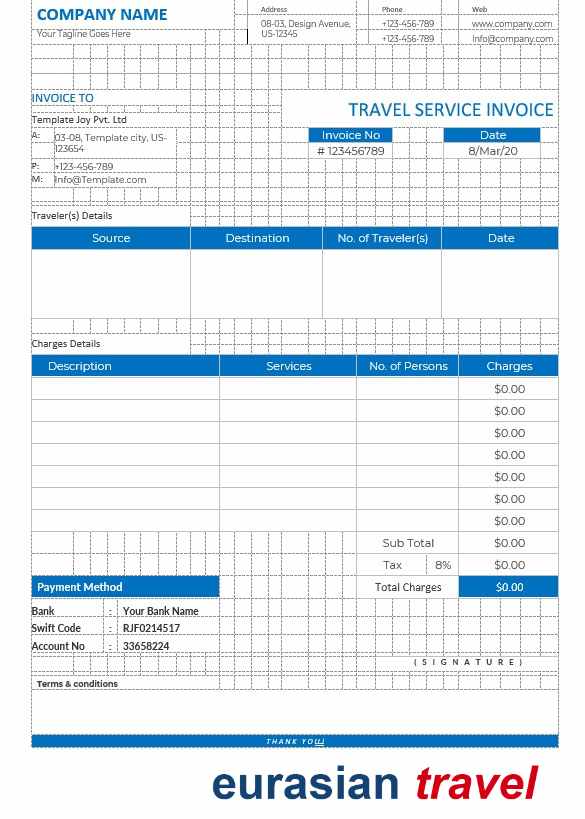 COMPANY NAME
Your Tagline Goes Here
Address
08-03, Design Avenue,
US-12345
Phone
+123-456-789
+123-456-789
Web
www.company.com
Info@company.com
INVOICE TO
Template Joy Pvt. Ltd
A: 03-08, Template city, US-
123654
P: +123-456-789
M: Info@Template.com
TRAVEL SERVICE INVOICE
Invoice No Date
# 123456789 8/Mar/20
Traveler(s) Details
Source Destination No. of Traveler(s) Date
Charges Details
Description Services No. of Persons Charges
$0.00
$0.00
$0.00
$0.00
$0.00
$0.00
$0.00
Sub Total $0.00
Tax 8% $0.00
Payment Method Total Charges $0.00
Bank : Your Bank Name
Swift Code : RJF0214517
Account No : 33658224
(SIGNATURE)
Terms & conditions
THANK YOU!
eurasian travel